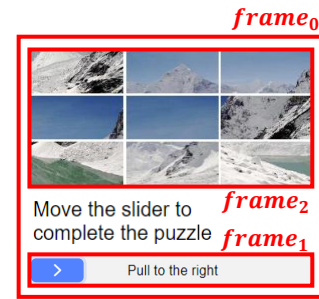 frame₀
frame₂
Move the slider to
complete the puzzle
frame₁
Pull to the right